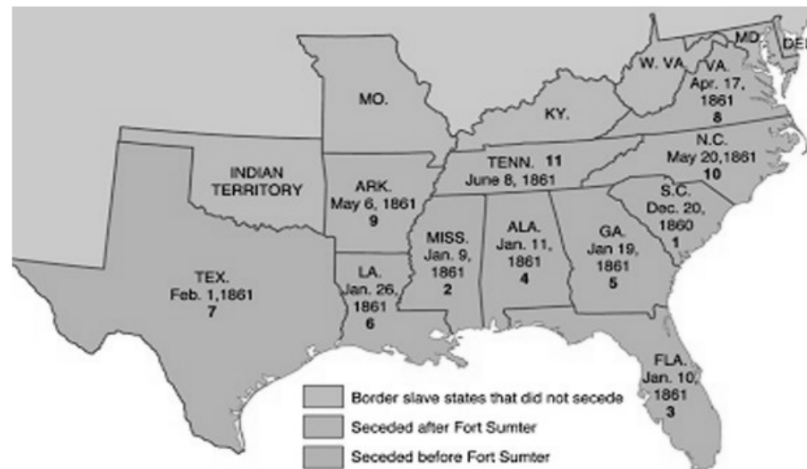 MD.
DEL.
W. VA.
VA.
Apr. 17,
1861
8
MO.
KY.
N.C.
May 20,1861
10
TENN. 11
June 8, 1861
INDIAN
TERRITORY
ARK.
May 6, 1861
9
S.C.
Dec. 20,
1860
1
MISS.
Jan. 9,
1861
2
ALA.
Jan. 11,
1861
4
GA.
Jan 19,
1861
5
TEX.
Feb. 1,1861
7
LA.
Jan. 26,
1861
6
FLA.
Jan. 10,
1861
3
Border slave states that did not secede
Seceded after Fort Sumter
Seceded before Fort Sumter